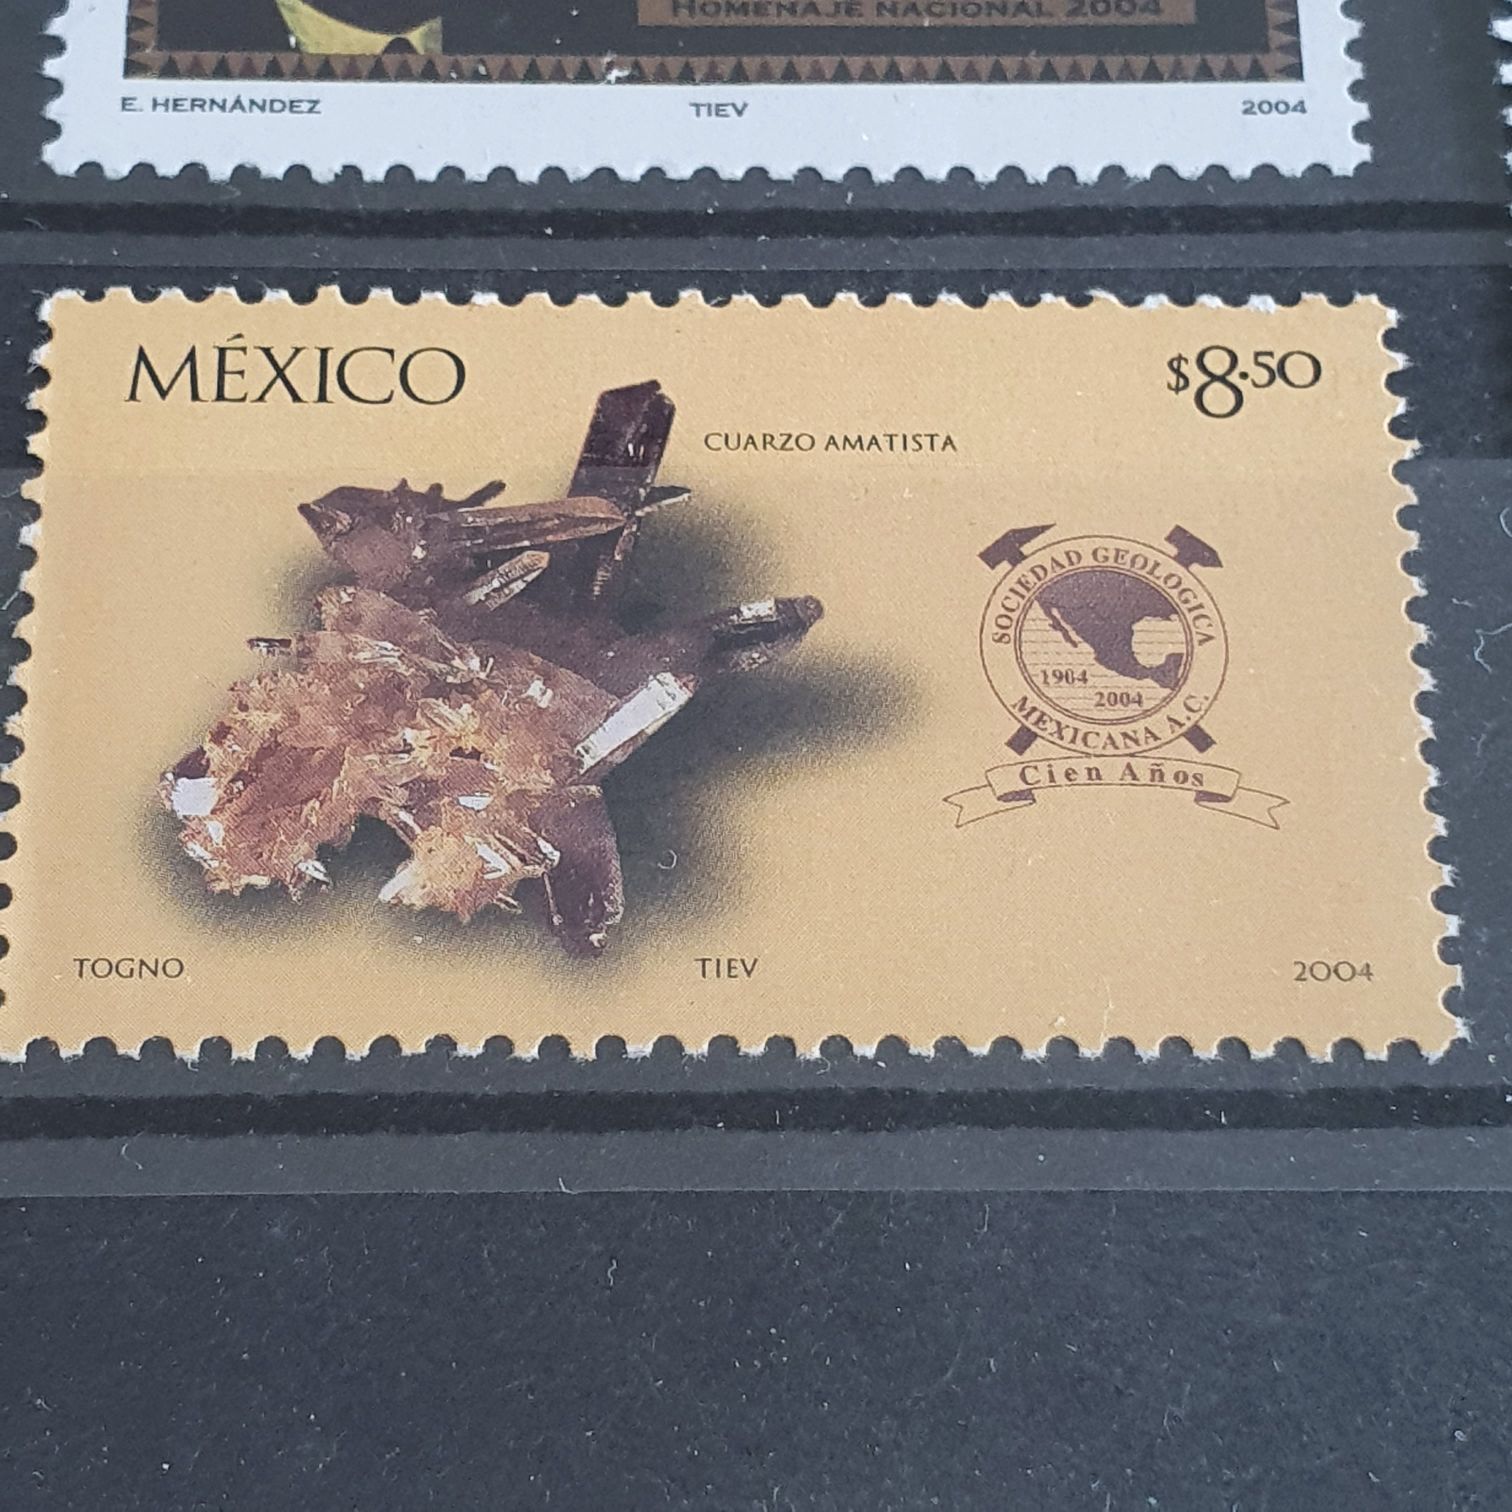 HOMENAJE NACIONAL 2004
E. HERNÁNDEZ TIEV 2004
MÉXICO
$8.50
CUARZO AMATISTA
SOCIEDAD GEOLOGICA
1904
2004
MEXICANA A.C.
Cien Años
TOGNO TIEV 2004